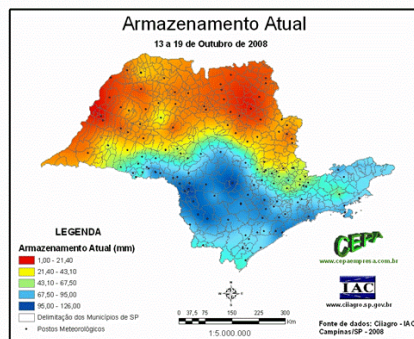 Armazenamento Atual
13 a 19 de Outubro de 2008
LEGENDA
Armazenamento Atual (mm)
1,00 - 21,40
21,40 - 43,10
43,10 - 67,50
67,50 - 95,00
95,00 - 126,00
Delimitação dos Municípios de SP
Postos Meteorológicos
0 37,5 75 150 225 300
Km
1:5.000.000
CEPA
www.cepaempresa.com.br
IAC
www.ciiagro.sp.gov.br
Fonte de dados: Ciiagro - IAC
Campinas/SP - 2008